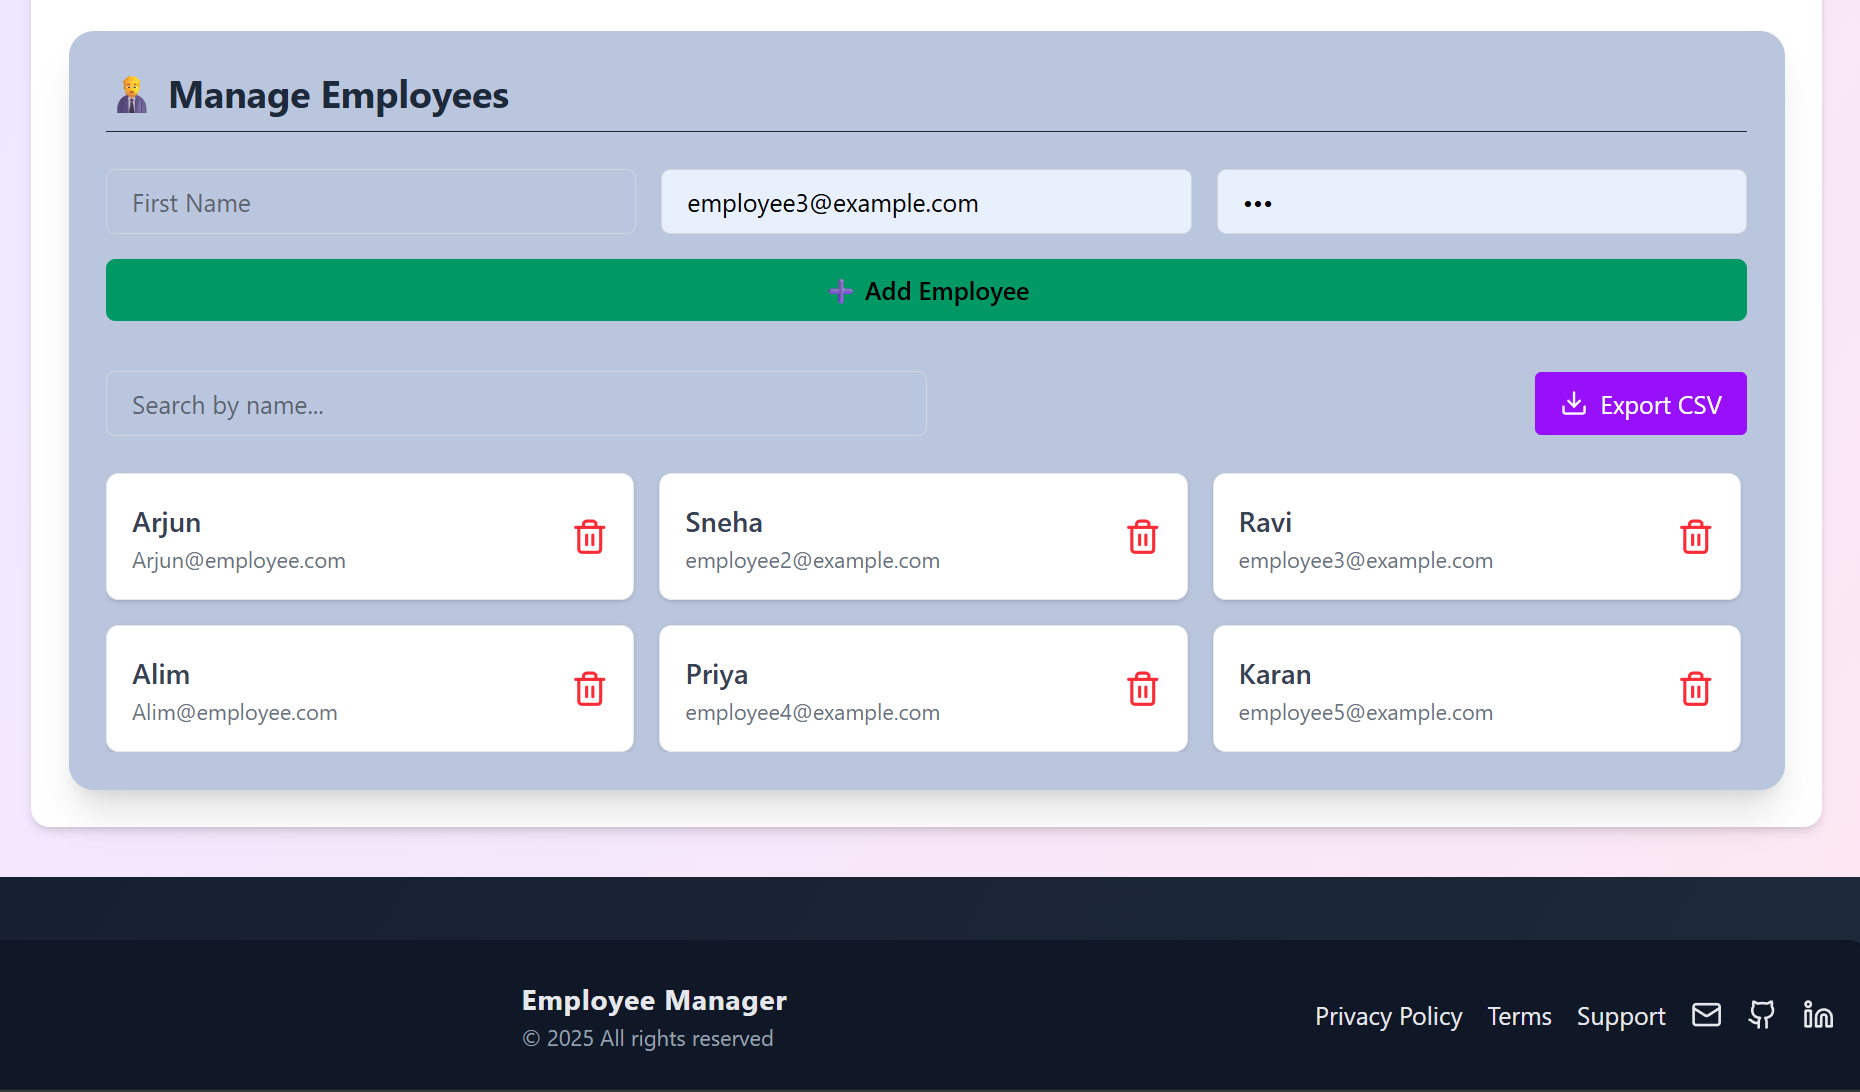 Manage Employees
First Name
employee3@example.com
•••
Add Employee
Search by name...
Export CSV
Arjun
Arjun@employee.com
Sneha
employee2@example.com
Ravi
employee3@example.com
Alim
Alim@employee.com
Priya
employee4@example.com
Karan
employee5@example.com
Employee Manager
© 2025 All rights reserved
Privacy Policy
Terms
Support